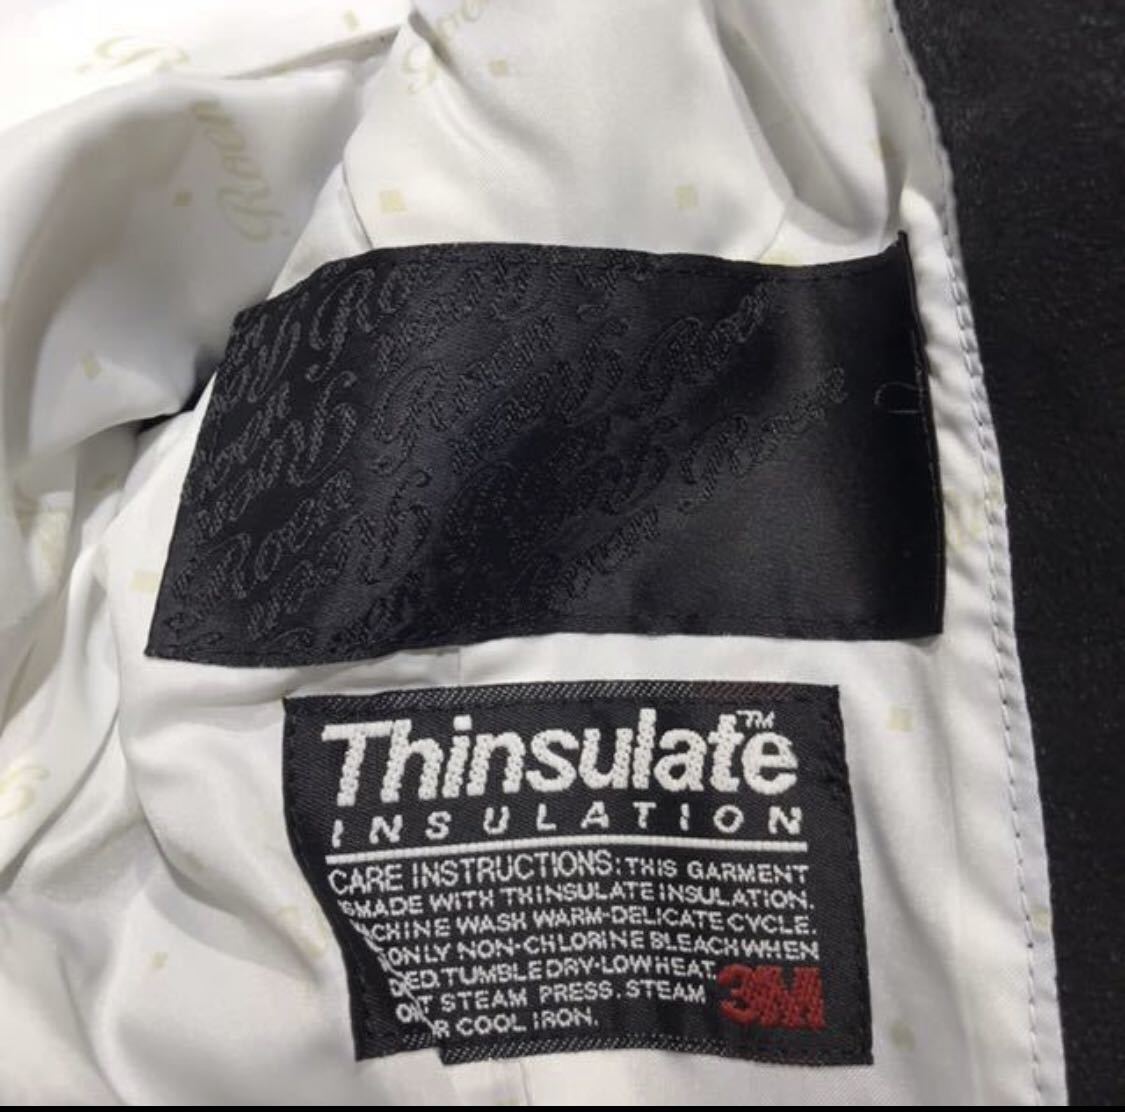 Roen
Thinsulate™
INSULATION
CARE INSTRUCTIONS: THIS GARMENT
MADE WITH THINSULATE INSULATION.
WASH WARM-DELICATE CYCLE.
ONLY NON-CHLORINE BLEACH WHEN
TUMBLE DRY-LOW HEAT.
STEAM PRESS. STEAM
3M
COOL IRON.